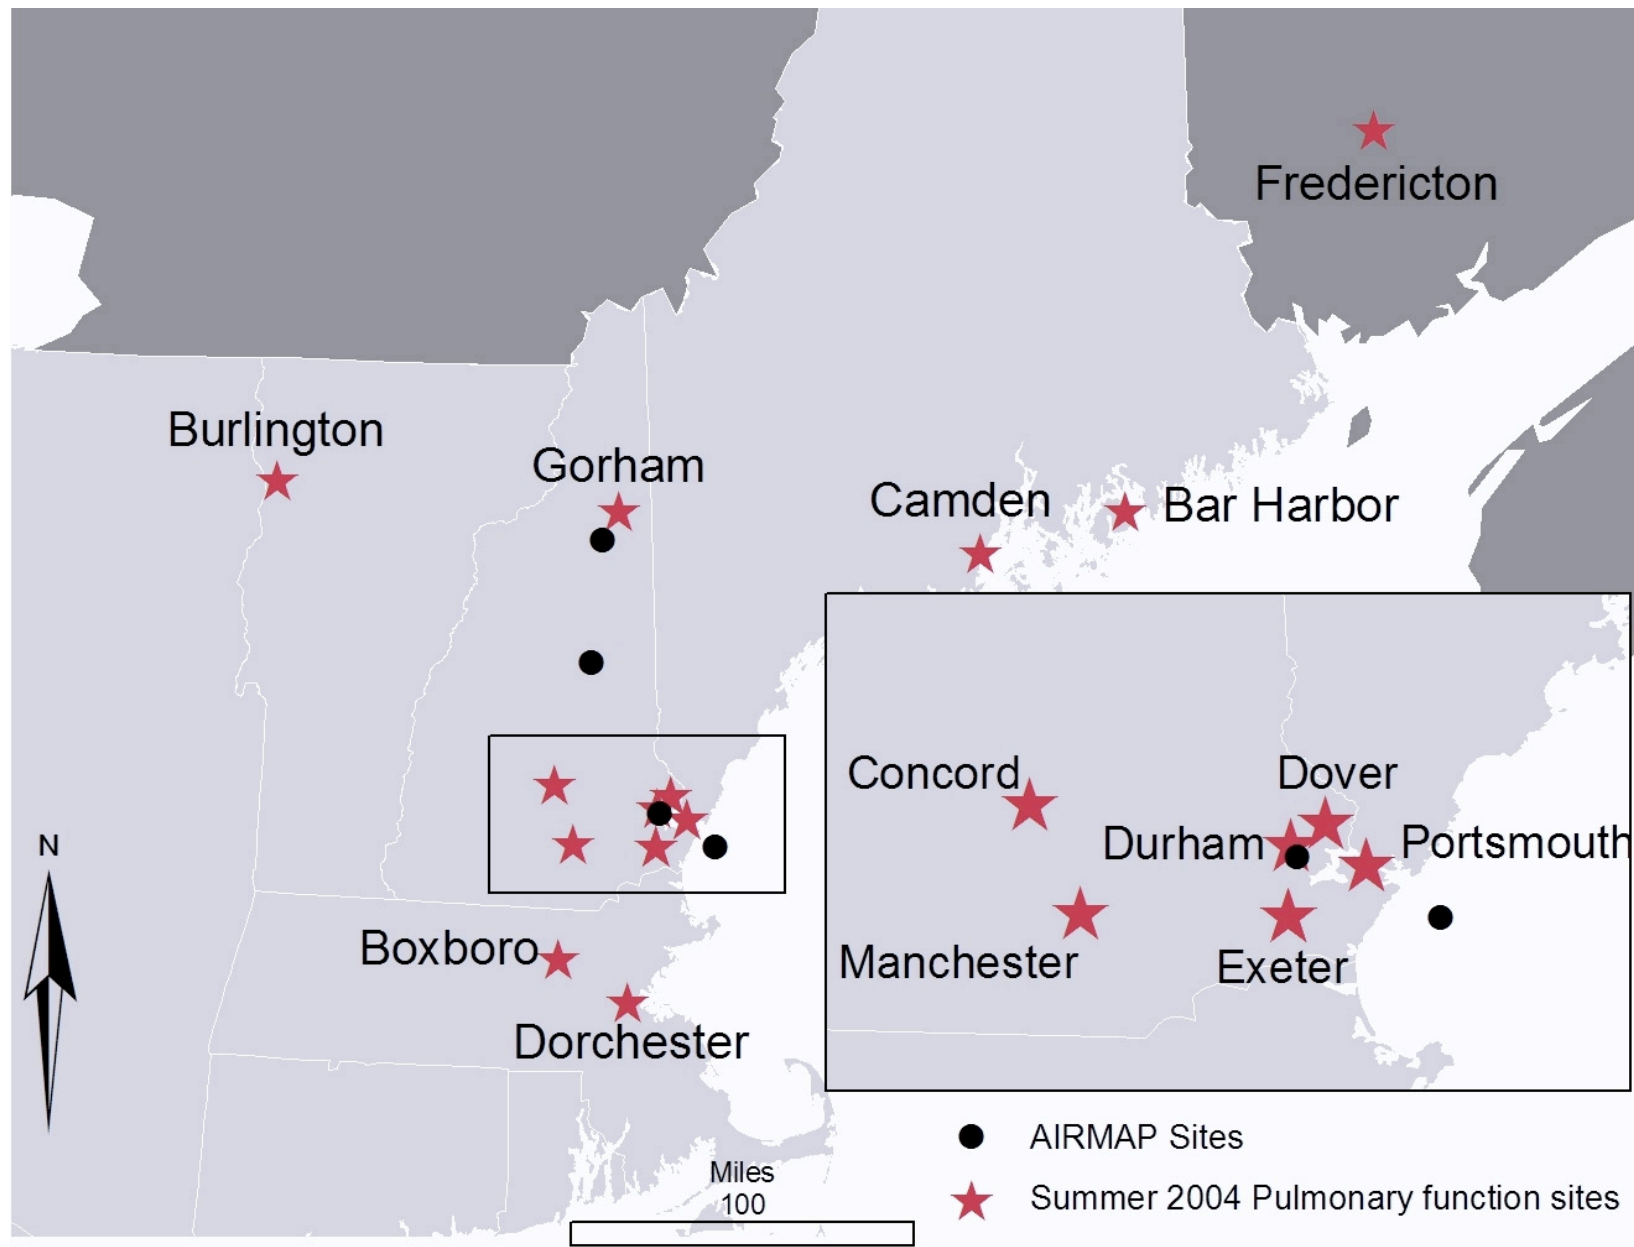 Fredericton
Burlington
Gorham
Camden
Bar Harbor
Concord
Dover
Durham
Portsmouth
N
Manchester
Exeter
Boxboro
Dorchester
AIRMAP Sites
Miles
100
Summer 2004 Pulmonary function sites